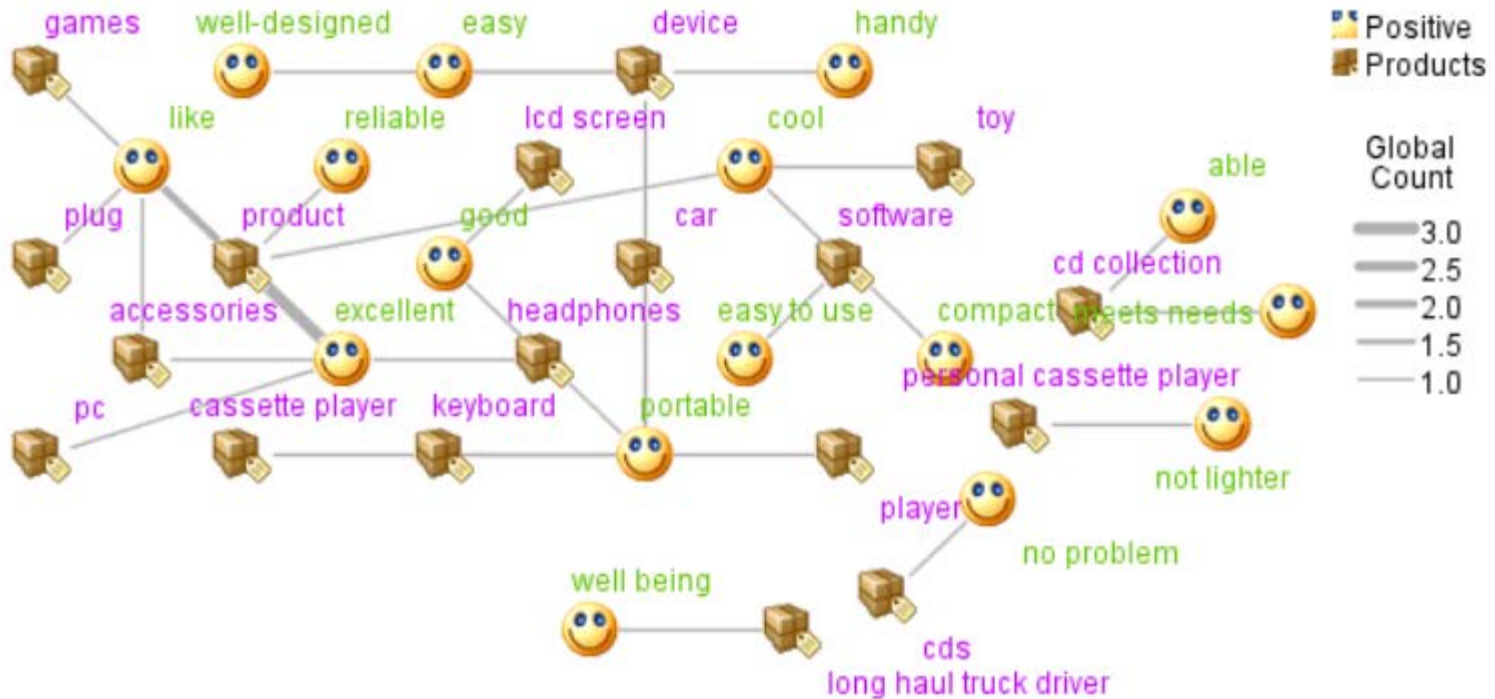 games well-designed easy device handy
Positive
Products
like reliable lcd screen cool toy
able
Global
Count
plug product good car software
3.0
cd collection
2.5
accessories excellent headphones easy to use compact meets needs
2.0
1.5
personal cassette player
1.0
pc cassette player keyboard portable
not lighter
player
no problem
well being
cds
long haul truck driver